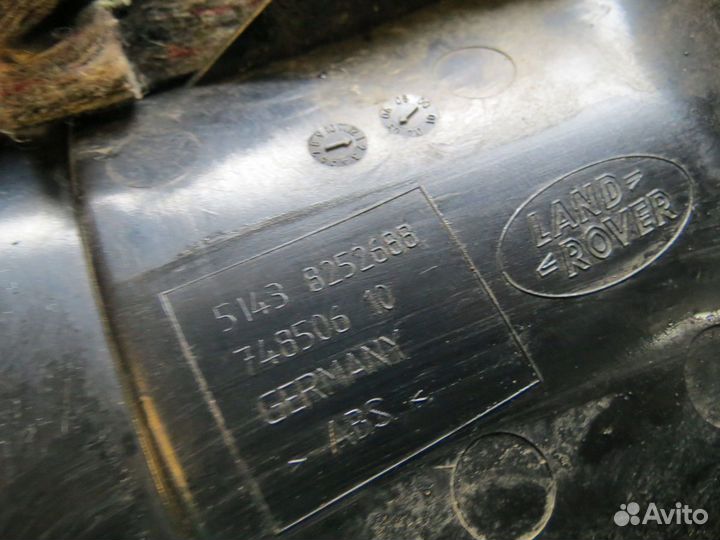 5143 8252688
748506 10
GERMANY
> ABS <
LAND
ROVER
Avito